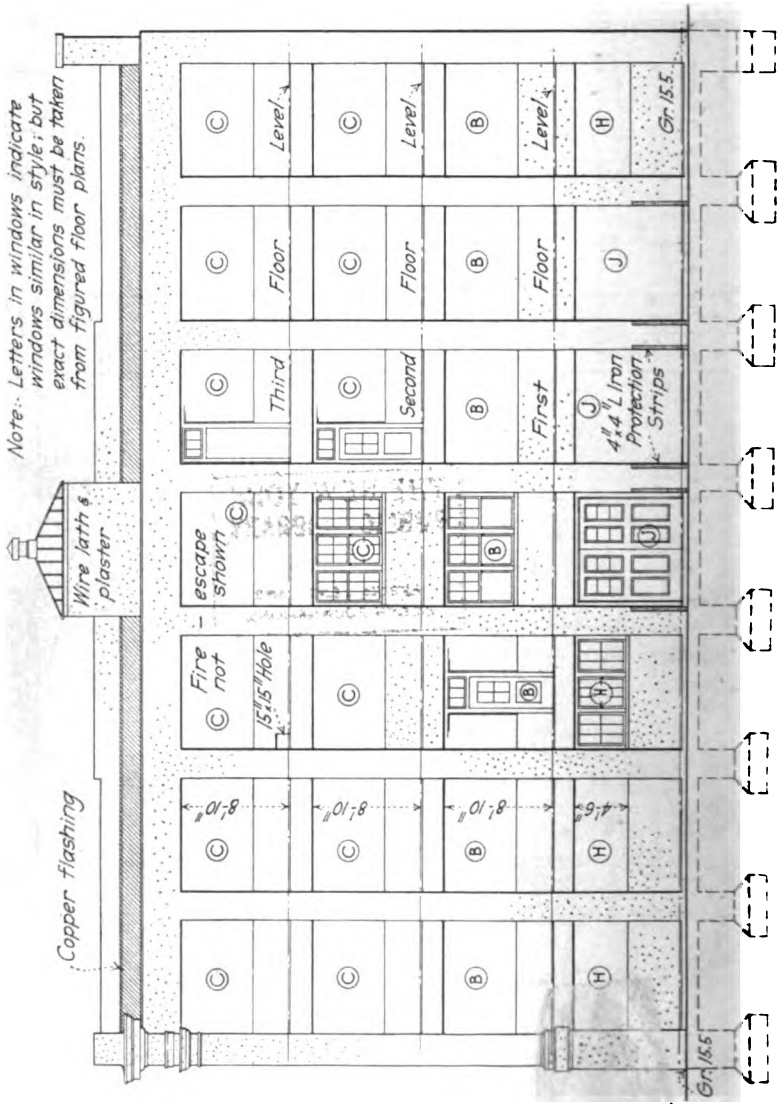 Note:- Letters in windows indicate
windows similar in style; but
exact dimensions must be taken
from figured floor plans.
Copper flashing
Wire lath &
plaster
C
C
C Fire
not
— escape
shown
C
C
C
C
8'-10"
15"x15" Hole
Third
Floor
Level
C
C
C
C
C
C
C
8'-10"
Second
Floor
Level
B
B
B
B
B
B
B
8'-10"
First
Floor
Level
H
H
H
J
J
J
H
4'-6"
4"x4" L Iron
Protection
Strips
Gr. 15.5
Gr. 15.5